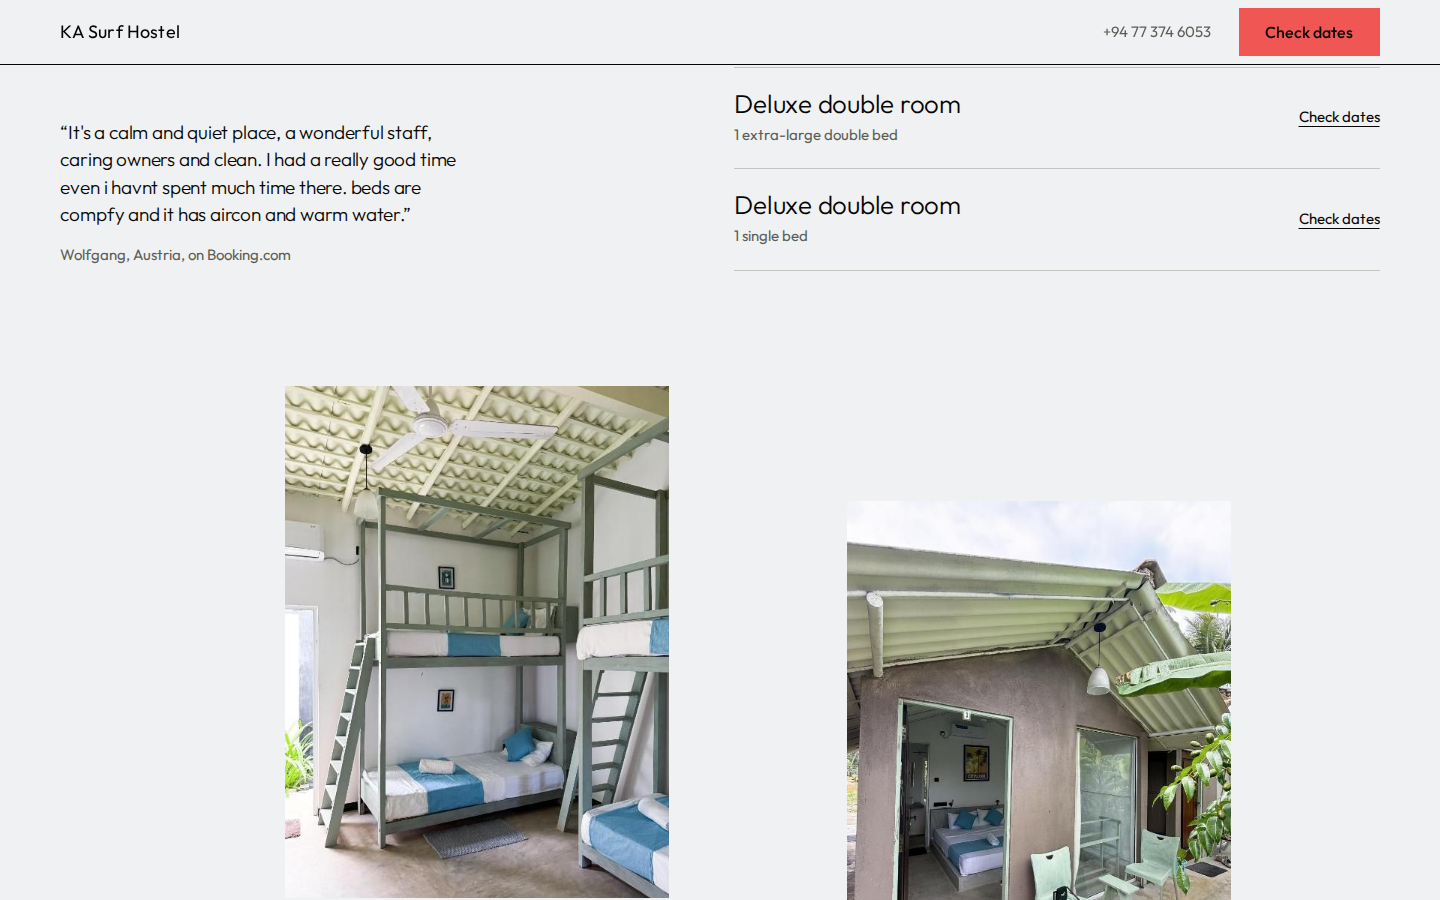 KA Surf Hostel
+94 77 374 6053
Check dates
“It's a calm and quiet place, a wonderful staff,
caring owners and clean. I had a really good time
even i havnt spent much time there. beds are
compfy and it has aircon and warm water.”
Wolfgang, Austria, on Booking.com
Deluxe double room
1 extra-large double bed
Check dates
Deluxe double room
1 single bed
Check dates